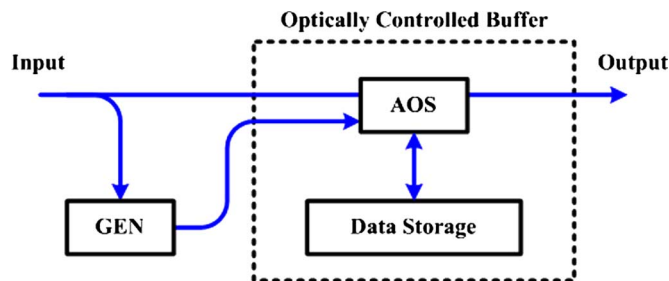 Optically Controlled Buffer
Input
Output
AOS
GEN
Data Storage